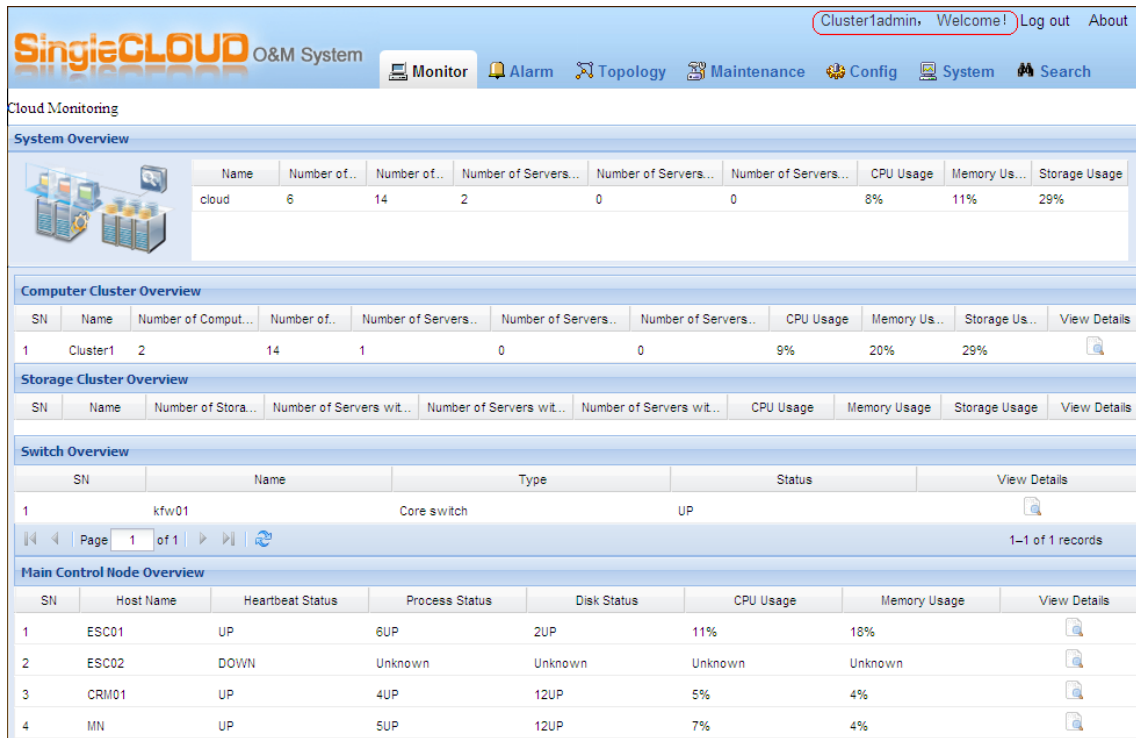 Cluster1admin, Welcome! Log out About
SingleCLOUD O&M System
Monitor Alarm Topology Maintenance Config System Search
Cloud Monitoring
System Overview
Name Number of.. Number of.. Number of Servers... Number of Servers... Number of Servers... CPU Usage Memory Us... Storage Usage
cloud 6 14 2 0 0 8% 11% 29%
Computer Cluster Overview
SN Name Number of Comput... Number of.. Number of Servers.. Number of Servers.. Number of Servers.. CPU Usage Memory Us... Storage Us... View Details
1 Cluster1 2 14 1 0 0 9% 20% 29%
Storage Cluster Overview
SN Name Number of Stora... Number of Servers wit... Number of Servers wit... Number of Servers wit... CPU Usage Memory Usage Storage Usage View Details
Switch Overview
SN Name Type Status View Details
1 kfw01 Core switch UP
Page 1 of 1 1–1 of 1 records
Main Control Node Overview
SN Host Name Heartbeat Status Process Status Disk Status CPU Usage Memory Usage View Details
1 ESC01 UP 6UP 2UP 11% 18%
2 ESC02 DOWN Unknown Unknown Unknown Unknown
3 CRM01 UP 4UP 12UP 5% 4%
4 MN UP 5UP 12UP 7% 4%